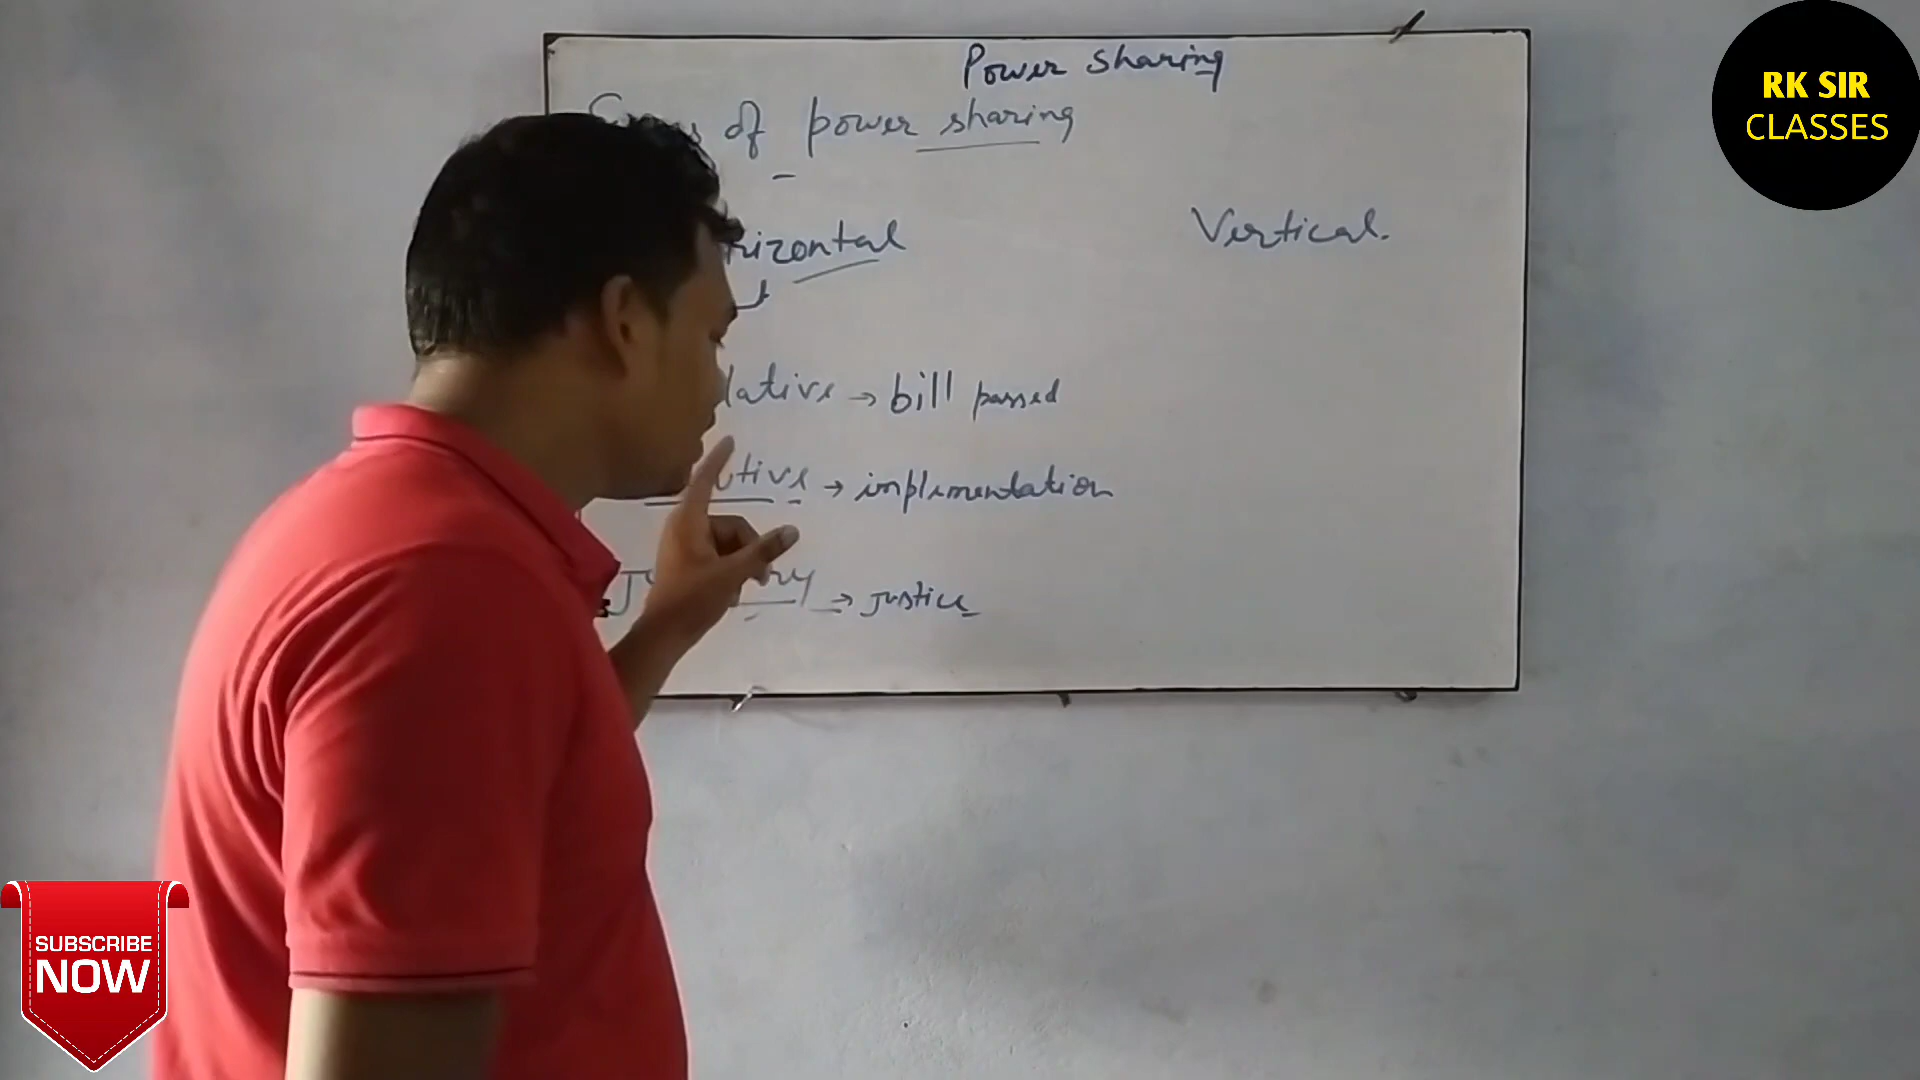 Power Sharing
of power sharing
rizontal
Vertical.
lative → bill passed
tive → implementation
→ justice
RK SIR
CLASSES
SUBSCRIBE
NOW